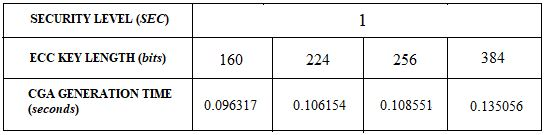 SECURITY LEVEL (SEC) 1
ECC KEY LENGTH (bits) 160 224 256 384
CGA GENERATION TIME
(seconds) 0.096317 0.106154 0.108551 0.135056